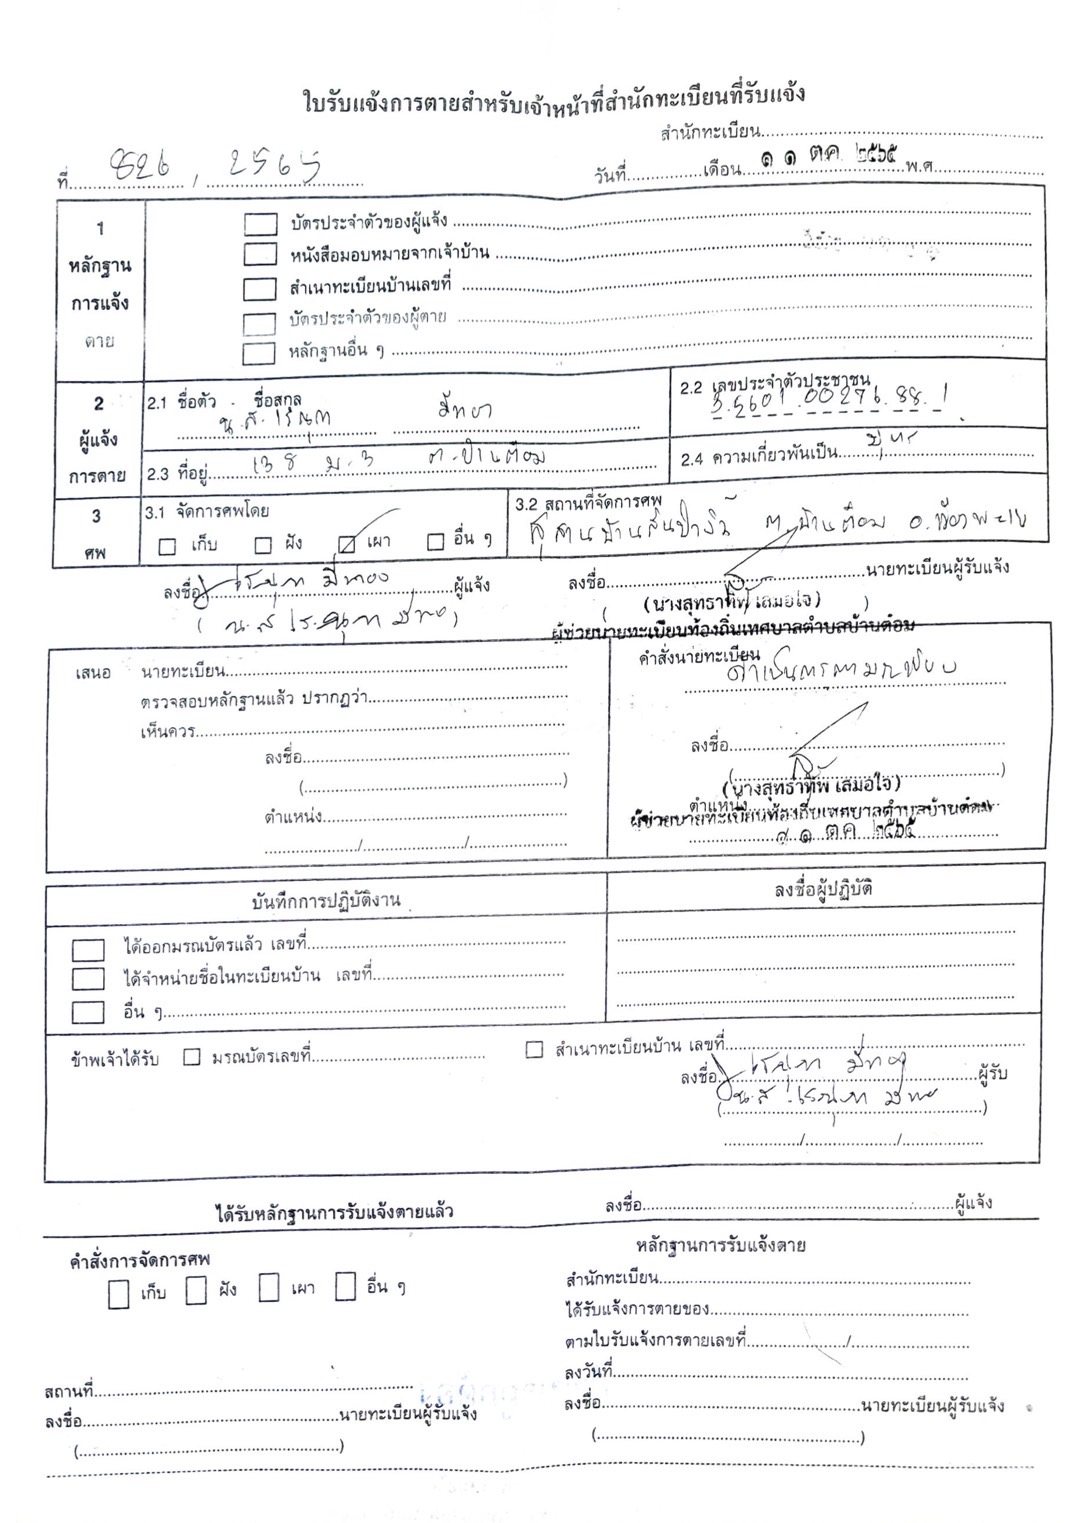 ใบรับแจ้งการตายสำหรับเจ้าหน้าที่สำนักทะเบียนที่รับแจ้ง
สำนักทะเบียน
ที่ 826 , 2565
วันที่ เดือน ๑๑ ตค ๒๕๖๕ พ.ศ.
1
หลักฐาน
การแจ้ง
ตาย
บัตรประจำตัวของผู้แจ้ง
หนังสือมอบหมายจากเจ้าบ้าน
สำเนาทะเบียนบ้านเลขที่
บัตรประจำตัวของผู้ตาย
หลักฐานอื่น ๆ
2
ผู้แจ้ง
การตาย
2.1 ชื่อตัว ชื่อสกุล
น.ส.
2.2 เลขประจำตัวประชาชน
3.5601.00276.88.1
2.3 ที่อยู่ 138 ม.3 ต.บ้านต๋อม
2.4 ความเกี่ยวพันเป็น
3
ศพ
3.1 จัดการศพโดย
เก็บ ฝัง เผา อื่น ๆ
3.2 สถานที่จัดการศพ
สุสานบ้านสันป่างิ้ว ต.บ้านต๋อม อ.เมืองพะเยา
ลงชื่อ ผู้แจ้ง
(น.ส.
ลงชื่อ นายทะเบียนผู้รับแจ้ง
(นางสุทธาทิพ เสมอใจ)
ผู้ช่วยนายทะเบียนท้องถิ่นเทศบาลตำบลบ้านต๋อม
เสนอ นายทะเบียน
ตรวจสอบหลักฐานแล้ว ปรากฏว่า
เห็นควร
ลงชื่อ
( )
ตำแหน่ง
/ /
คำสั่งนายทะเบียน
ดำเนินการตามระเบียบ
ลงชื่อ
(นางสุทธาทิพ เสมอใจ)
ตำแหน่ง
ผู้ช่วยนายทะเบียนท้องถิ่นเทศบาลตำบลบ้านต๋อม
๑๑ ตค ๒๕๖๕
บันทึกการปฏิบัติงาน
ลงชื่อผู้ปฏิบัติ
ได้ออกมรณบัตรแล้ว เลขที่
ได้จำหน่ายชื่อในทะเบียนบ้าน เลขที่
อื่น ๆ
ข้าพเจ้าได้รับ มรณบัตรเลขที่ สำเนาทะเบียนบ้าน เลขที่
ลงชื่อ ผู้รับ
(น.ส.
/ /
ได้รับหลักฐานการรับแจ้งตายแล้ว ลงชื่อ ผู้แจ้ง
คำสั่งการจัดการศพ
เก็บ ฝัง เผา อื่น ๆ
สถานที่
ลงชื่อ นายทะเบียนผู้รับแจ้ง
( )
หลักฐานการรับแจ้งตาย
สำนักทะเบียน
ได้รับแจ้งการตายของ
ตามใบรับแจ้งการตายเลขที่ /
ลงวันที่
ลงชื่อ นายทะเบียนผู้รับแจ้ง
( )